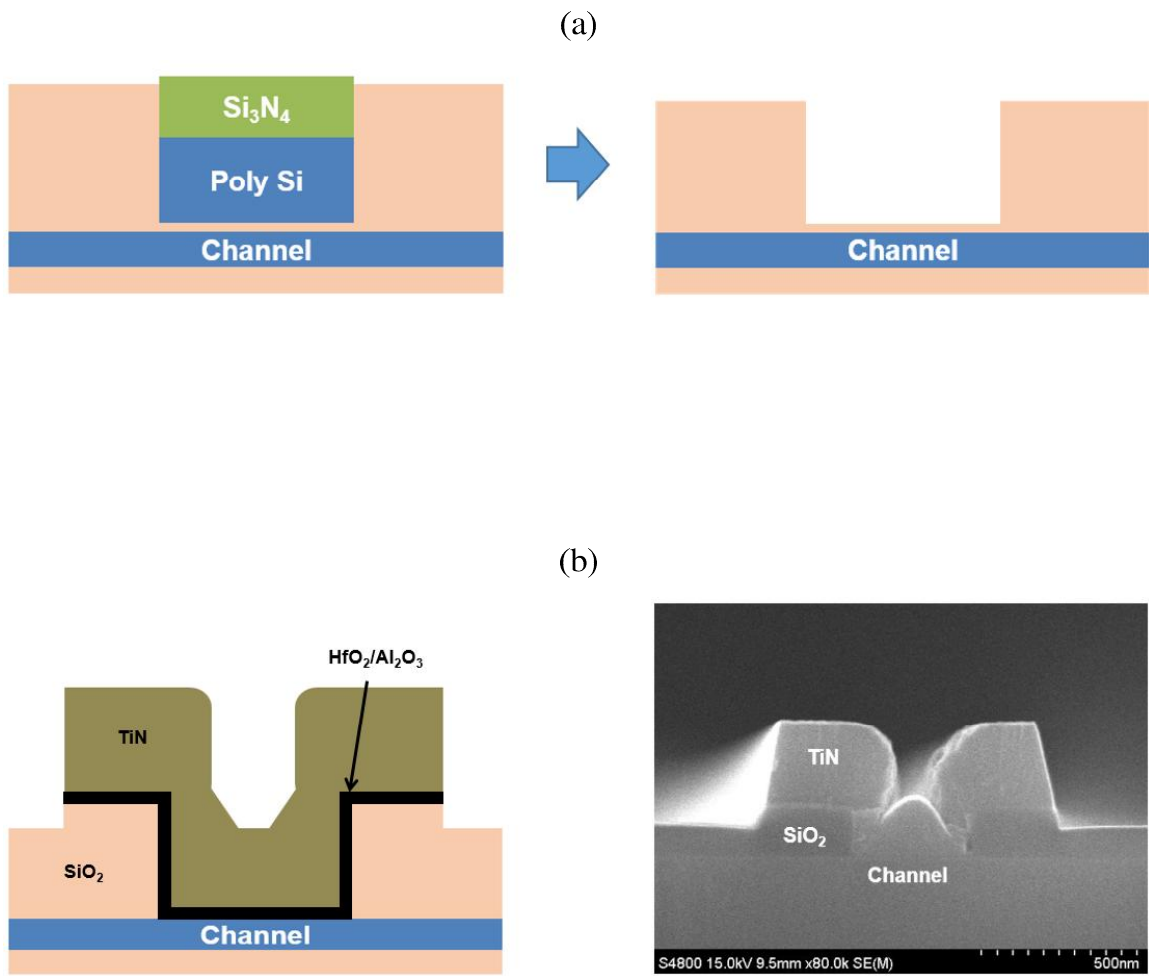 (a)
Si₃N₄
Poly Si
Channel
Channel
(b)
HfO₂/Al₂O₃
TiN
SiO₂
Channel
TiN
SiO₂
Channel
S4800 15.0kV 9.5mm x80.0k SE(M)
500nm